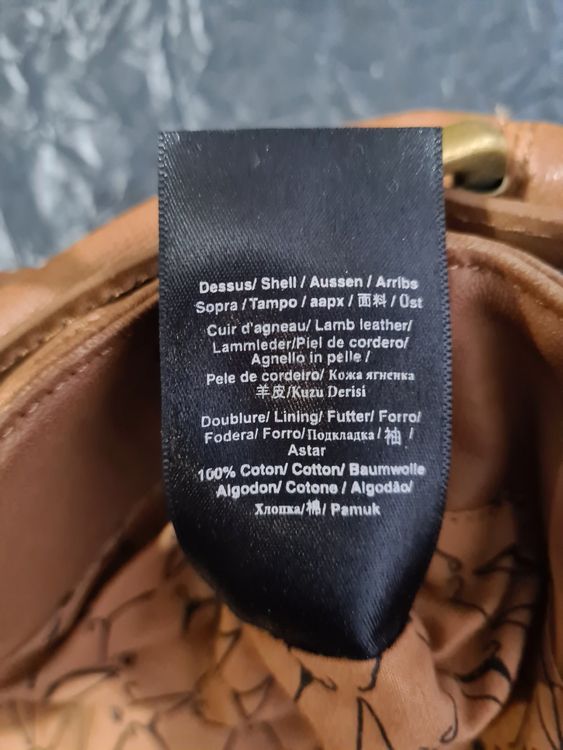 Dessus/ Shell / Aussen / Arribs
Sopra / Tampo / aapx / 面料 / Üst
Cuir d'agneau/ Lamb leather/
Lammleder/Piel de cordero/
Agnello in pelle /
Pele de cordeiro/ Кожа ягненка
羊皮/Kuzu Derisi
Doublure/ Lining/ Futter/ Forro/
Fodera/ Forro/Подкладка/ 袖 /
Astar
100% Coton/ Cotton/ Baumwolle
Algodon/ Cotone / Algodão/
Хлопка/棉/ Pamuk